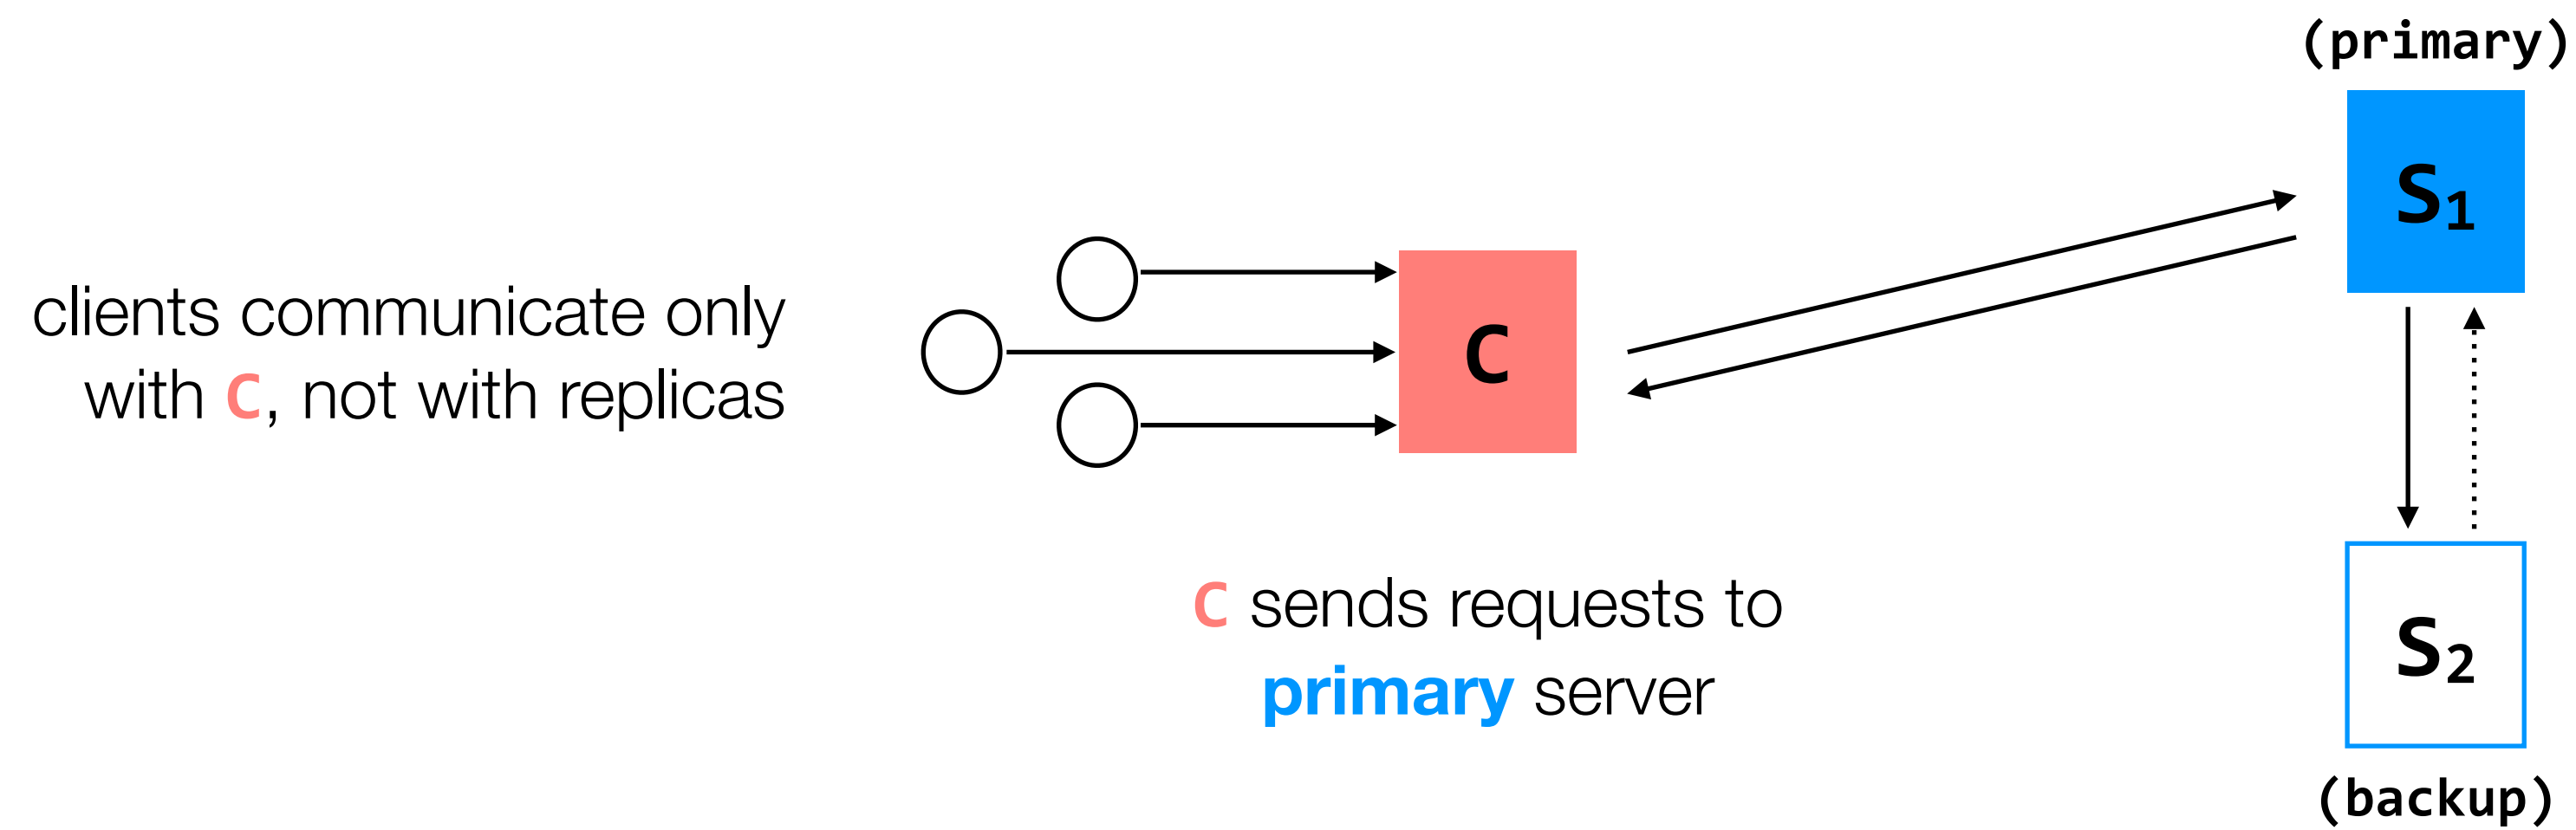 (primary)
S₁
clients communicate only
with C, not with replicas
C
C sends requests to
primary server
S₂
(backup)